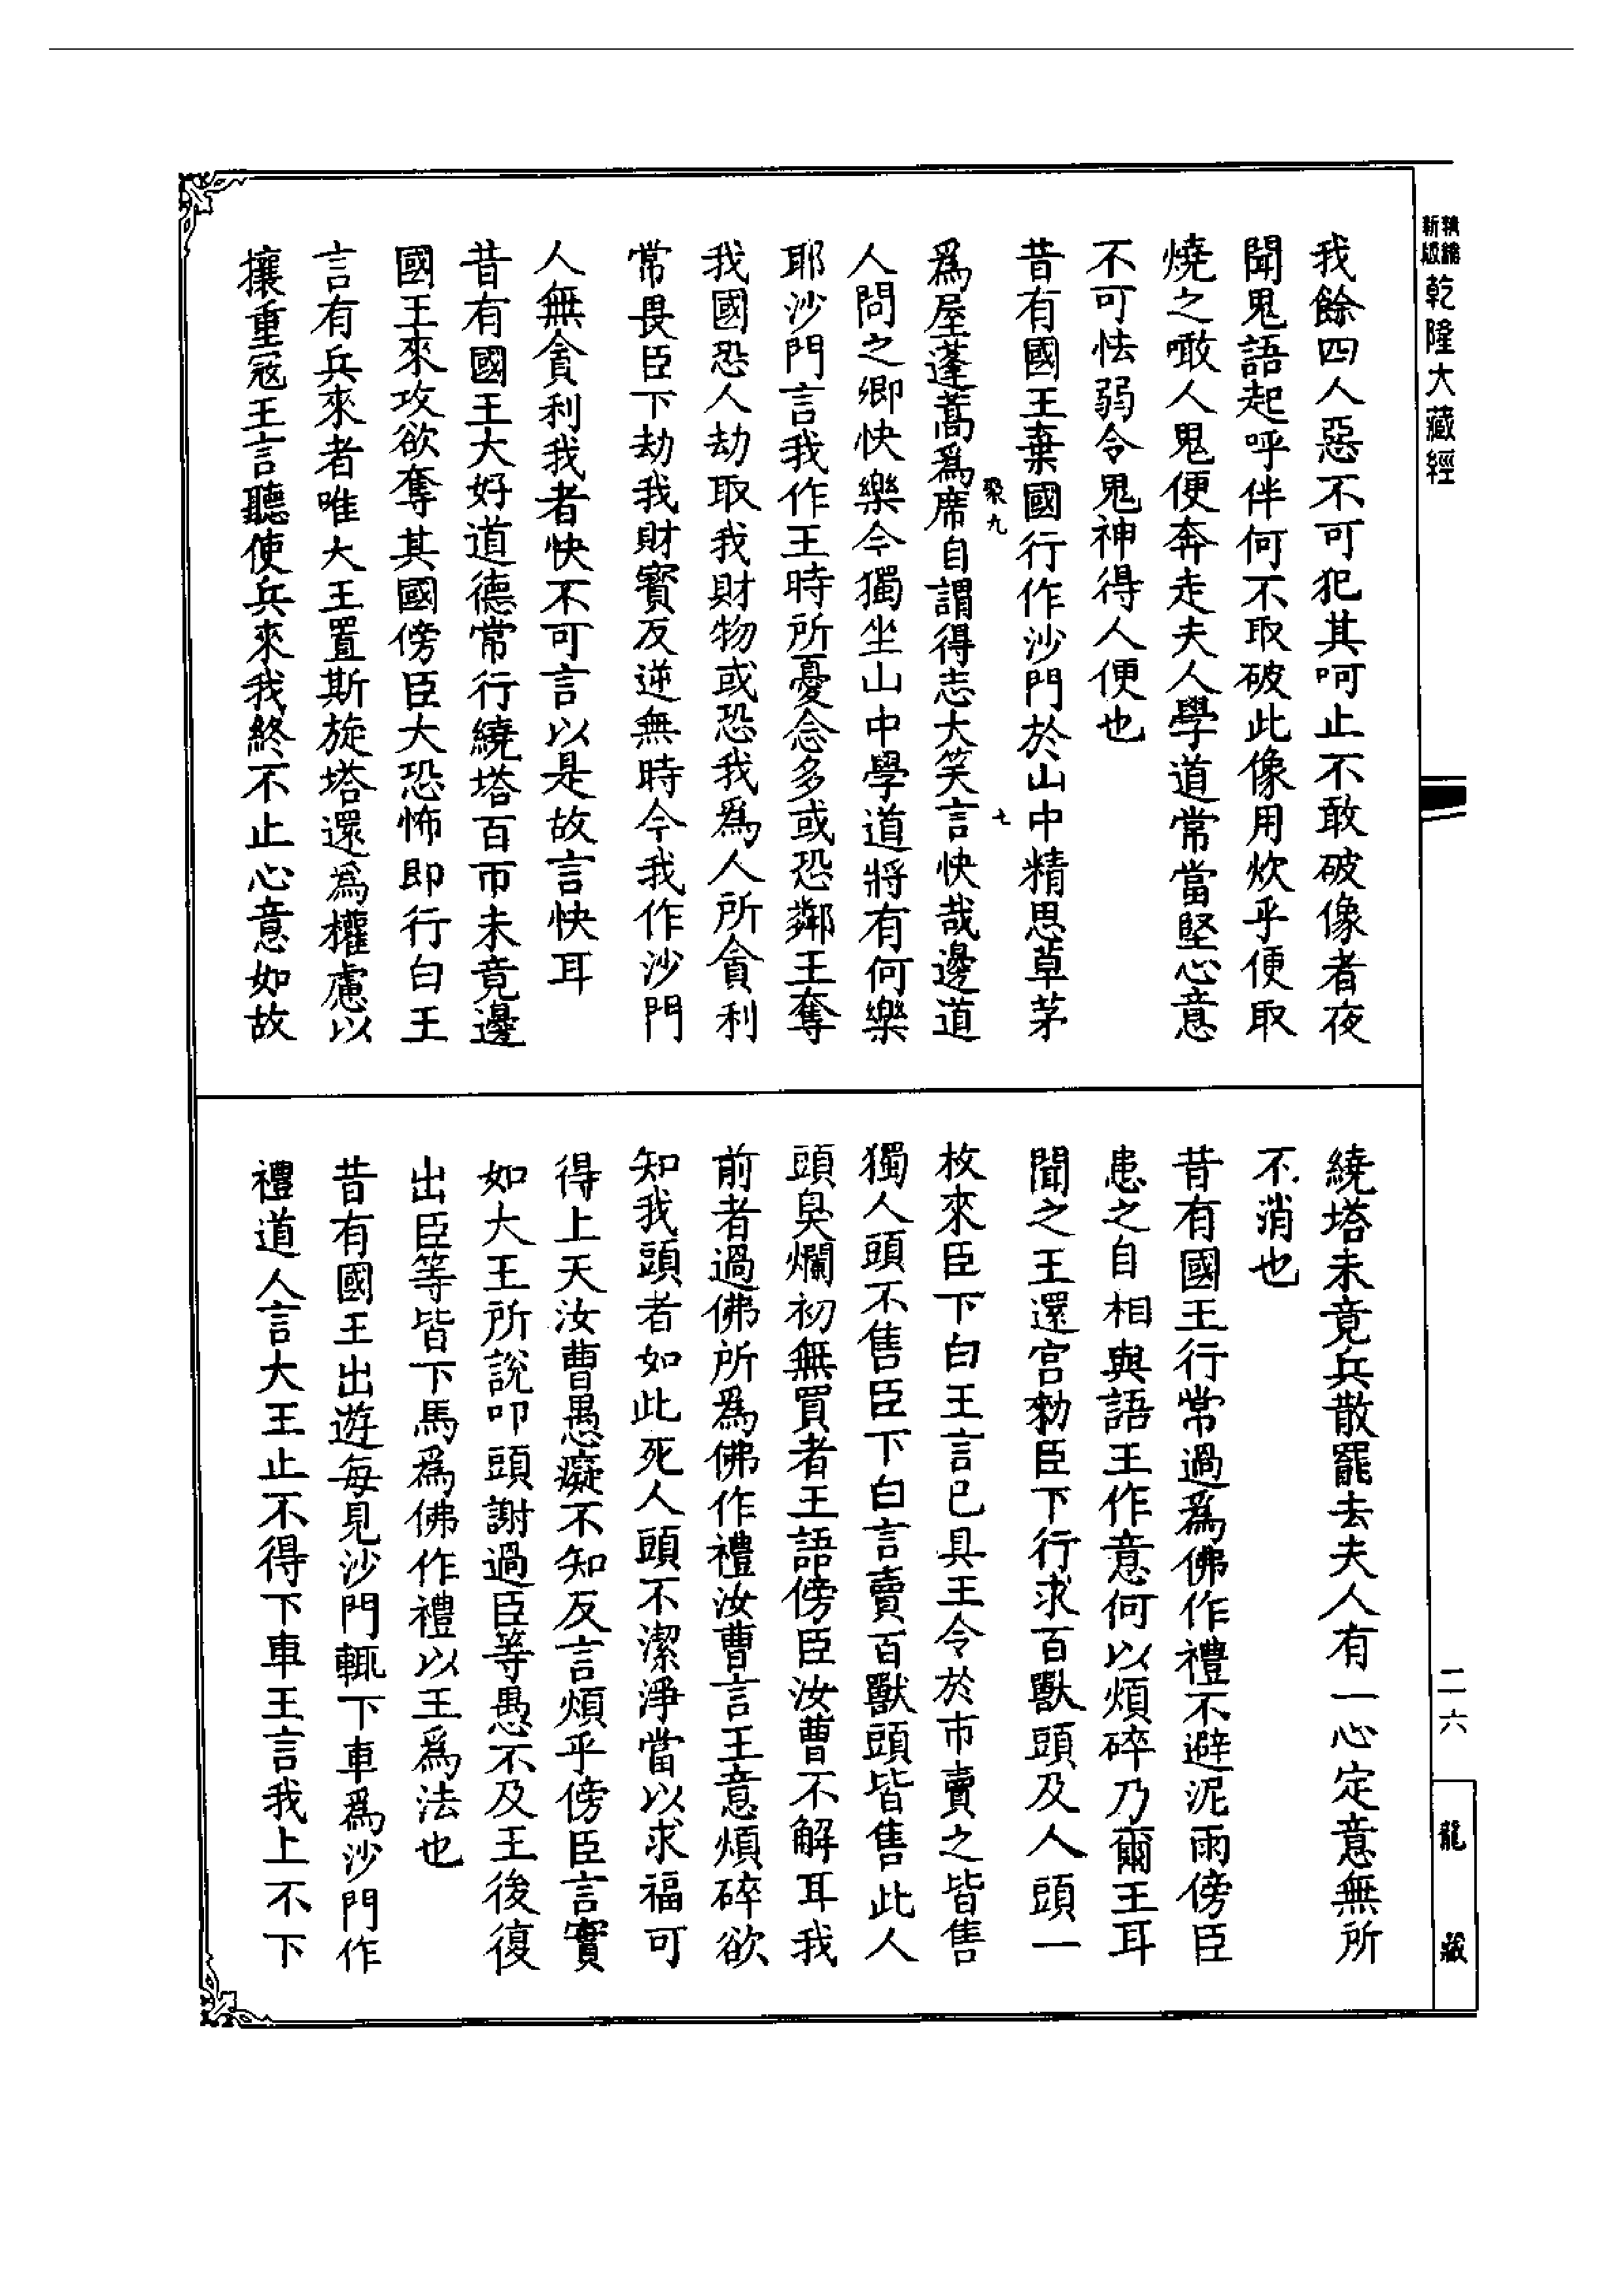 新編縮版
乾隆大藏經
我餘四人惡不可犯其呵止不敢破像者夜
聞鬼語起呼伴何不取破此像用炊乎便取
燒之噉人鬼便奔走夫人學道常當堅心意
不可怯弱令鬼神得人便也
昔有國王棄國行作沙門於山中精思草茅
聚九
七
為屋蓬蒿為席自謂得志大笑言快哉邊道
人問之卿快樂今獨坐山中學道將有何樂
耶沙門言我作王時所憂念多或恐鄰王奪
我國恐人劫取我財物或恐我為人所貪利
常畏臣下劫我財寳反逆無時今我作沙門
人無貪利我者快不可言以是故言快耳
昔有國王大好道德常行繞塔百帀未竟邊
國王來攻欲奪其國傍臣大恐怖即行白王
言有兵來者唯大王置斯旋塔還為權慮以
攘重冦王言聽使兵來我終不止心意如故
繞塔未竟兵散罷去夫人有一心定意無所
不消也
昔有國王行常過為佛作禮不避泥雨傍臣
患之自相與語王作意何以煩碎乃爾王耳
聞之王還宮勅臣下行求百獸頭及人頭一
枚來臣下白王言已具王令於市賣之皆售
獨人頭不售臣下白言賣百獸頭皆售此人
頭臭爛初無買者王語傍臣汝曹不解耳我
前者過佛所為佛作禮汝曹言王意煩碎欲
知我頭者如此死人頭不潔淨當以求福可
得上天汝曹愚癡不知反言煩乎傍臣言實
如大王所說叩頭謝過臣等愚不及王後復
出臣等皆下馬為佛作禮以王為法也
昔有國王出遊每見沙門輒下車為沙門作
禮道人言大王止不得下車王言我上不下
二六
龍藏